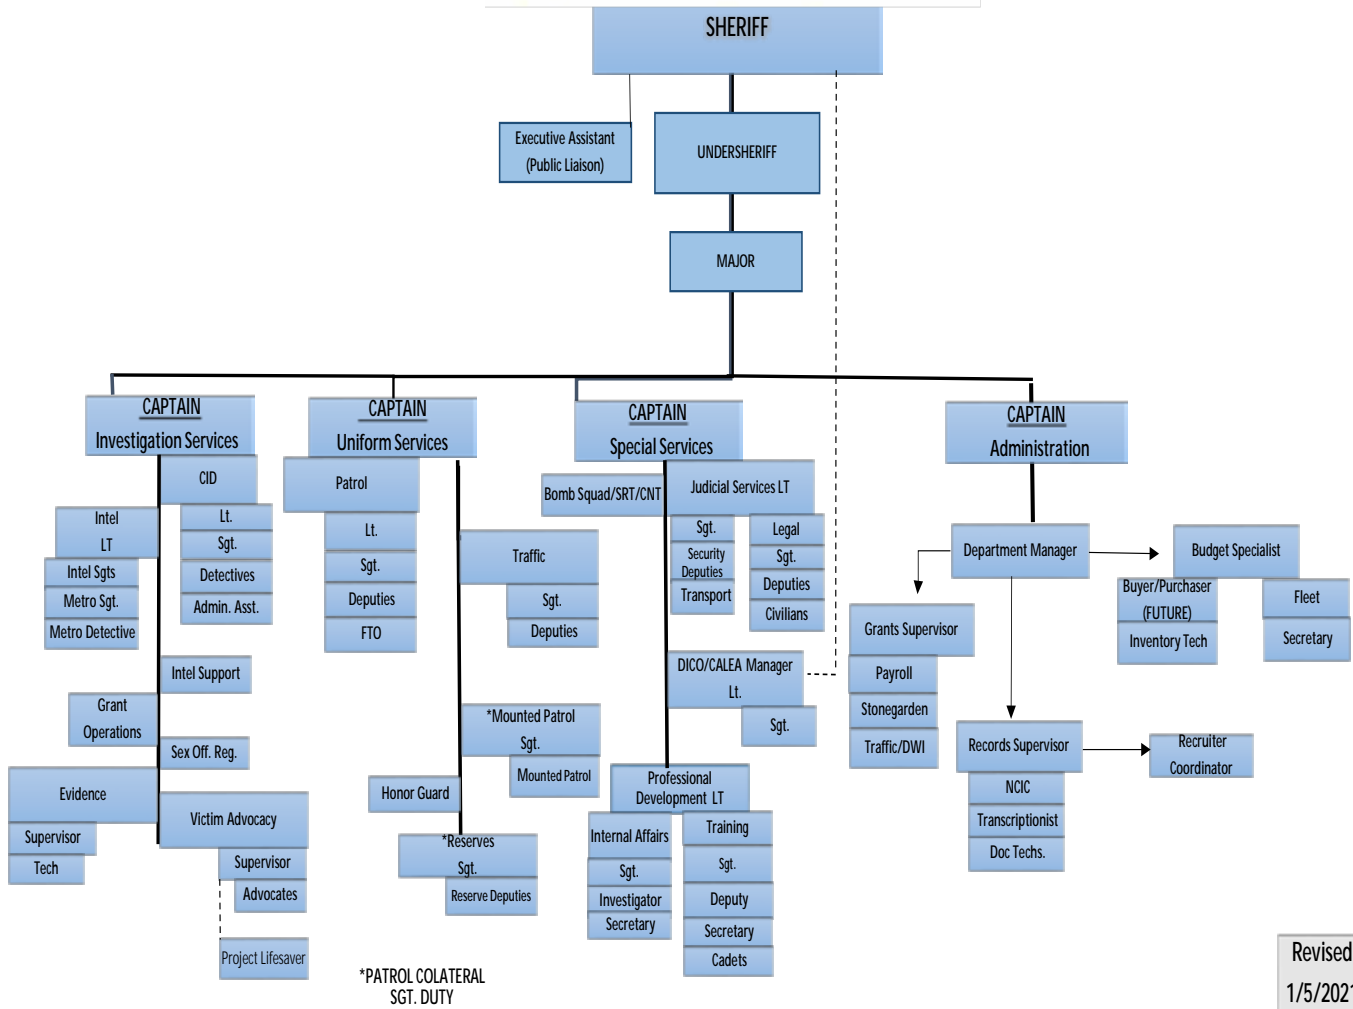 SHERIFF
Executive Assistant
(Public Liaison)
UNDERSHERIFF
MAJOR
CAPTAIN
Investigation Services
CID
Lt.
Sgt.
Detectives
Admin. Asst.
Intel
LT
Intel Sgts
Metro Sgt.
Metro Detective
Intel Support
Grant
Operations
Sex Off. Reg.
Evidence
Supervisor
Tech
Victim Advocacy
Supervisor
Advocates
Project Lifesaver
CAPTAIN
Uniform Services
Patrol
Lt.
Sgt.
Deputies
FTO
Traffic
Sgt.
Deputies
*Mounted Patrol
Sgt.
Mounted Patrol
Honor Guard
*Reserves
Sgt.
Reserve Deputies
*PATROL COLATERAL
SGT. DUTY
CAPTAIN
Special Services
Bomb Squad/SRT/CNT
Judicial Services LT
Sgt.
Security
Deputies
Transport
Legal
Sgt.
Deputies
Civilians
DICO/CALEA Manager
Lt.
Sgt.
Professional
Development LT
Internal Affairs
Sgt.
Investigator
Secretary
Training
Sgt.
Deputy
Secretary
Cadets
CAPTAIN
Administration
Department Manager
Budget Specialist
Buyer/Purchaser
(FUTURE)
Inventory Tech
Fleet
Secretary
Grants Supervisor
Payroll
Stonegarden
Traffic/DWI
Records Supervisor
NCIC
Transcriptionist
Doc Techs.
Recruiter
Coordinator
Revised
1/5/2021